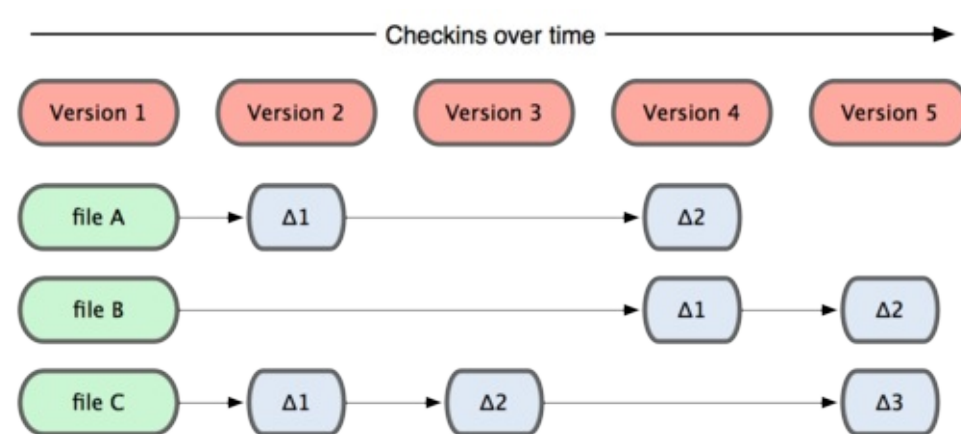 Checkins over time
Version 1 Version 2 Version 3 Version 4 Version 5
file A Δ1 Δ2
file B Δ1 Δ2
file C Δ1 Δ2 Δ3